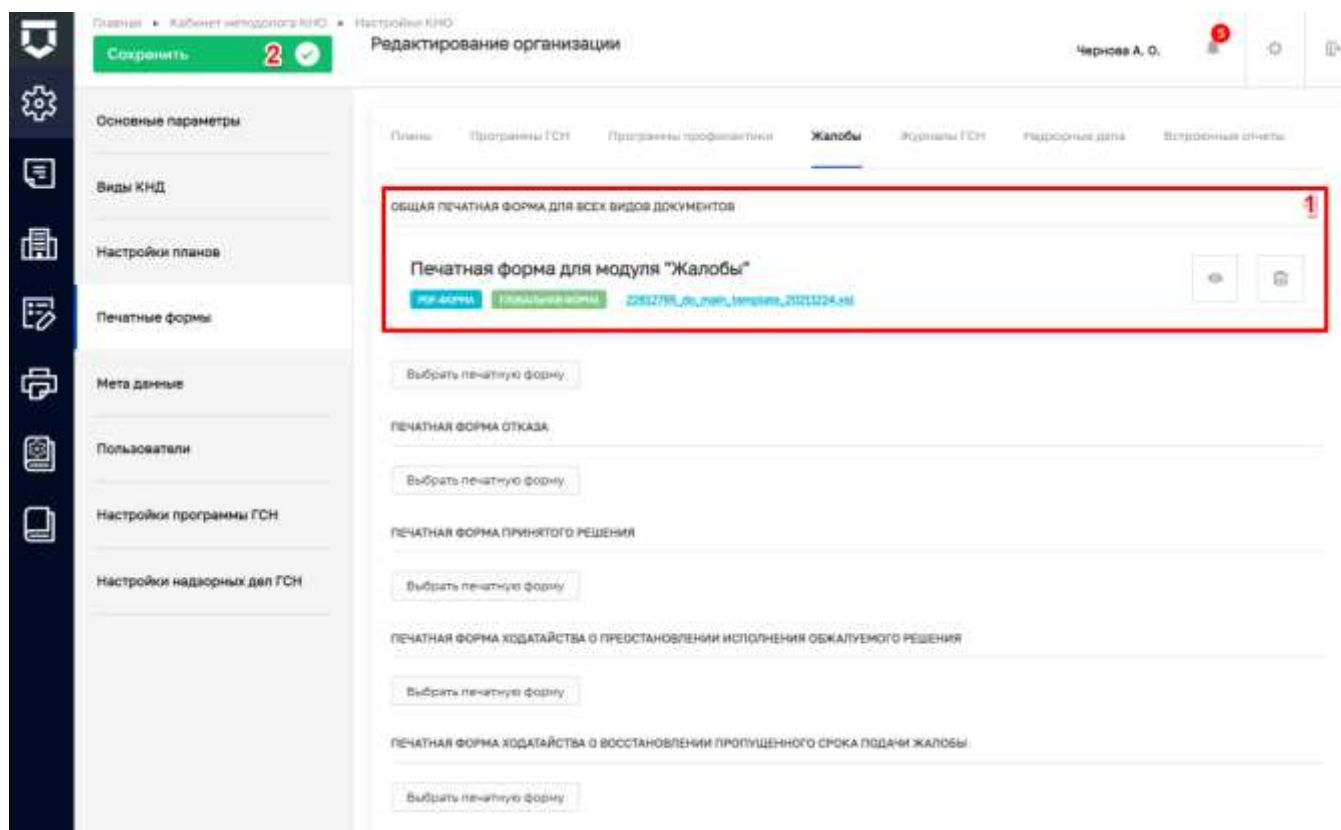 Главная • Кабинет методолога КНО • Настройки КНО
Сохранить 2
Редактирование организации
Чернова А. О.
5
Основные параметры
Виды КНД
Настройки планов
Печатные формы
Мета данные
Пользователи
Настройки программы ГСН
Настройки надзорных дел ГСН
Планы Программы ГСН Программы профилактики Жалобы Журналы ГСН Надзорные дела Встроенные отчеты
ОБЩАЯ ПЕЧАТНАЯ ФОРМА ДЛЯ ВСЕХ ВИДОВ ДОКУМЕНТОВ
1
Печатная форма для модуля "Жалобы"
PDF-ФОРМА ГЛОБАЛЬНАЯ ФОРМА
Выбрать печатную форму
ПЕЧАТНАЯ ФОРМА ОТКАЗА
Выбрать печатную форму
ПЕЧАТНАЯ ФОРМА ПРИНЯТОГО РЕШЕНИЯ
Выбрать печатную форму
ПЕЧАТНАЯ ФОРМА ХОДАТАЙСТВА О ПРЕОСТАНОВЛЕНИИ ИСПОЛНЕНИЯ ОБЖАЛУЕМОГО РЕШЕНИЯ
Выбрать печатную форму
ПЕЧАТНАЯ ФОРМА ХОДАТАЙСТВА О ВОССТАНОВЛЕНИИ ПРОПУЩЕННОГО СРОКА ПОДАЧИ ЖАЛОБЫ
Выбрать печатную форму